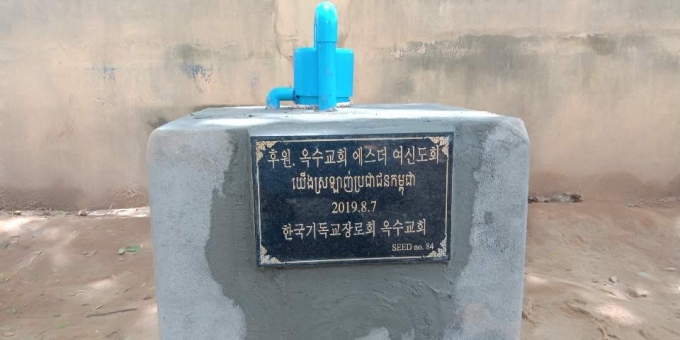 후원. 옥수교회 에스더 여신도회
យើងស្រឡាញ់ប្រជាជនកម្ពុជា
2019.8.7
한국기독교장로회 옥수교회
SEED no. 84